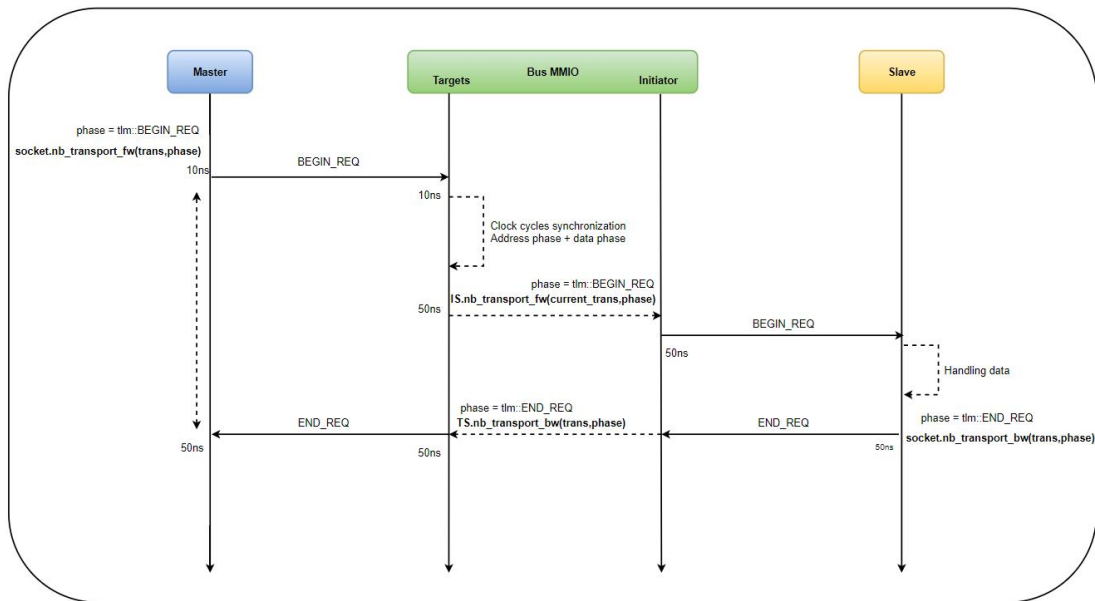 Master
Bus MMIO
Targets
Initiator
Slave
phase = tlm::BEGIN_REQ
socket.nb_transport_fw(trans,phase)
10ns
BEGIN_REQ
10ns
Clock cycles synchronization
Address phase + data phase
phase = tlm::BEGIN_REQ
IS.nb_transport_fw(current_trans,phase)
50ns
BEGIN_REQ
50ns
Handling data
phase = tlm::END_REQ
TS.nb_transport_bw(trans,phase)
END_REQ
END_REQ
phase = tlm::END_REQ
socket.nb_transport_bw(trans,phase)
50ns
50ns
50ns